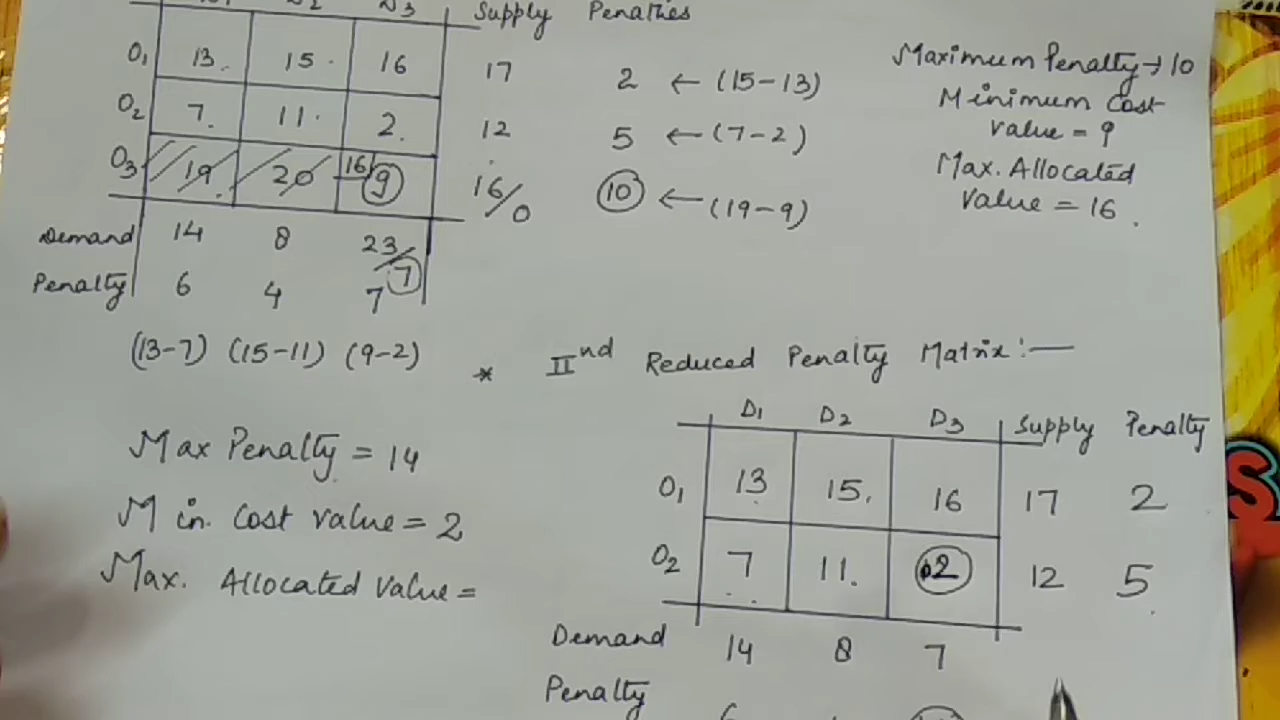 D2 D3 Supply Penalties
O1 13 15 16 17 2 ← (15-13)
O2 7 11 2 12 5 ← (7-2)
O3 19 20 16 9 16/0 10 ← (19-9)
Demand 14 8 23/7
Penalty 6 4 7
(13-7) (15-11) (9-2)
Maximum Penalty → 10
Minimum Cost
Value = 9
Max. Allocated
Value = 16.
* IInd Reduced Penalty Matrix:-
Max Penalty = 14
Min. Cost Value = 2
Max. Allocated Value =
D1 D2 D3 Supply Penalty
O1 13 15 16 17 2
O2 7 11 2 12 5
Demand 14 8 7
Penalty
S